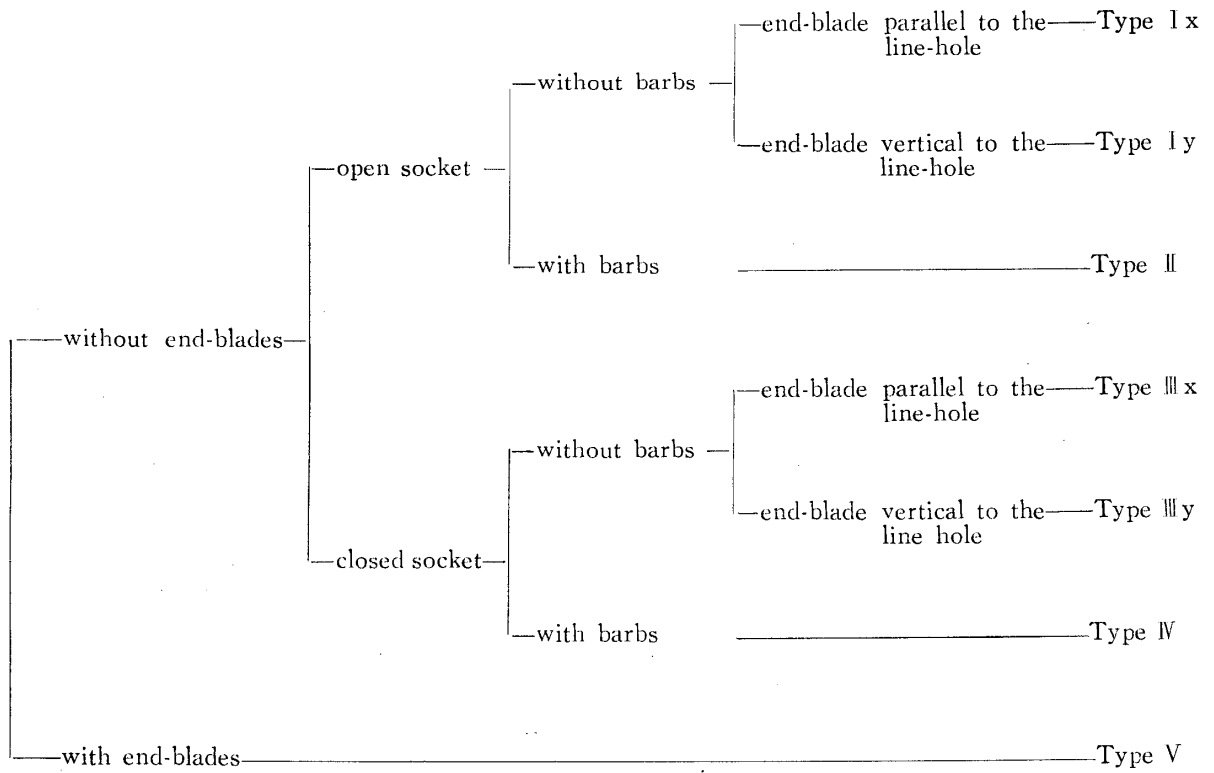 end-blade parallel to the Type Ⅰx
line-hole
without barbs
end-blade vertical to the Type Ⅰy
line-hole
open socket
with barbs Type Ⅱ
without end-blades
end-blade parallel to the Type Ⅲx
line-hole
without barbs
end-blade vertical to the Type Ⅲy
line hole
closed socket
with barbs Type Ⅳ
with end-blades Type Ⅴ